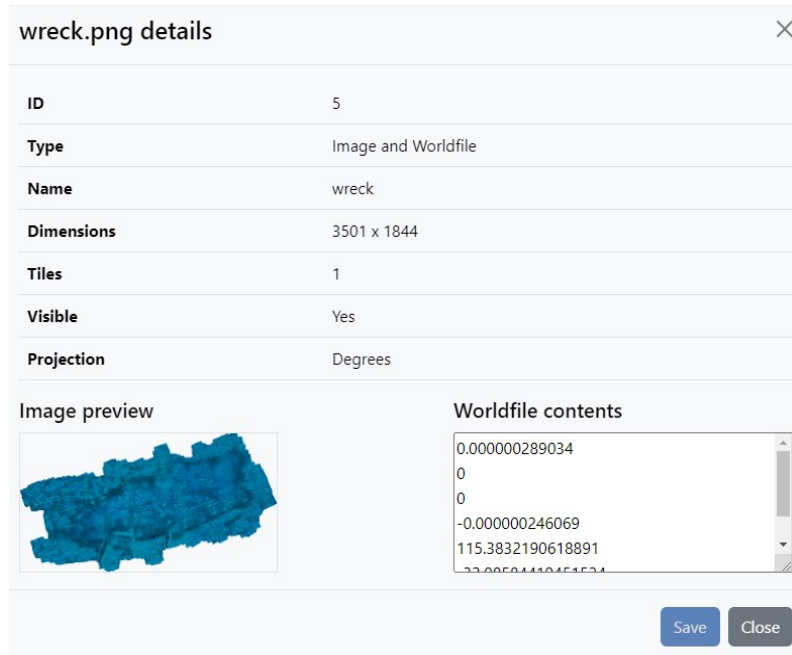 wreck.png details
ID 5
Type Image and Worldfile
Name wreck
Dimensions 3501 x 1844
Tiles 1
Visible Yes
Projection Degrees
Image preview
Worldfile contents
0.000000289034
0
0
-0.000000246069
115.3832190618891
Save Close